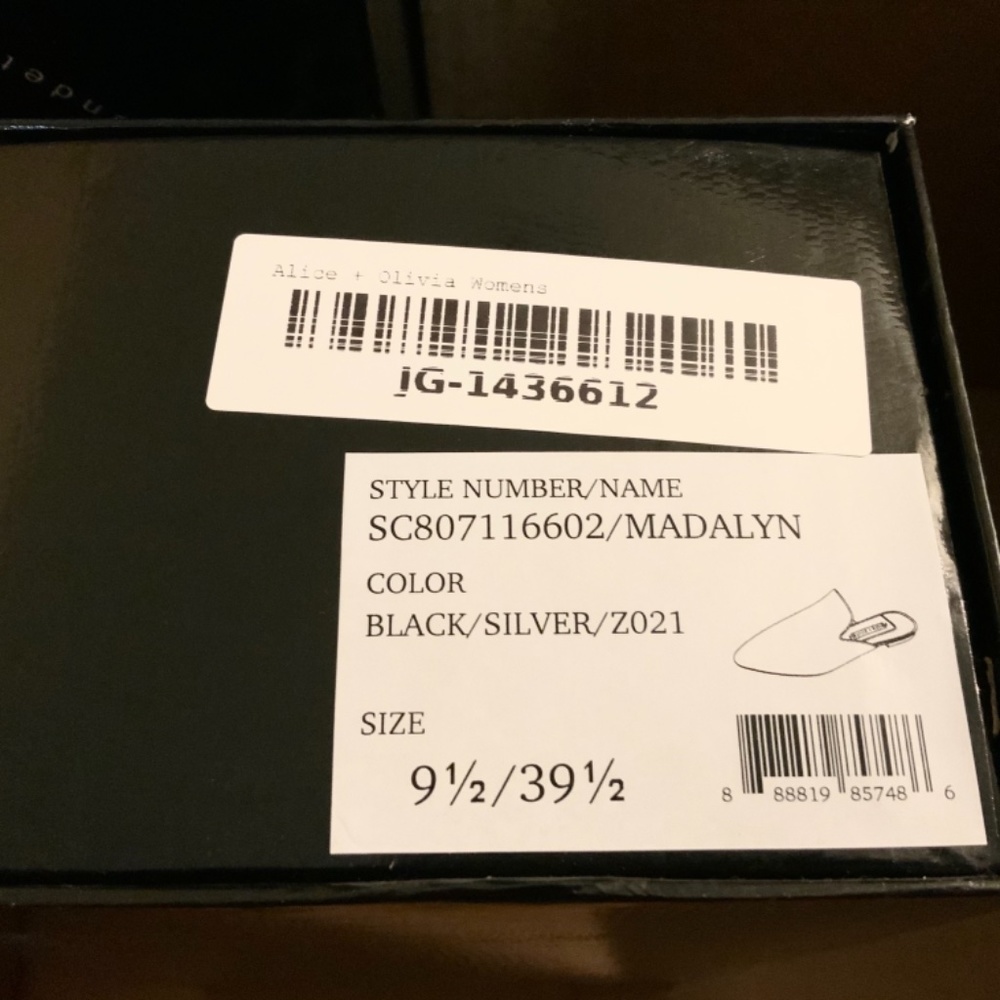 Alice + Olivia Womens
IG-1436612
STYLE NUMBER/NAME
SC807116602/MADALYN
COLOR
BLACK/SILVER/Z021
SIZE
9½/39½
8 88819 85748 6